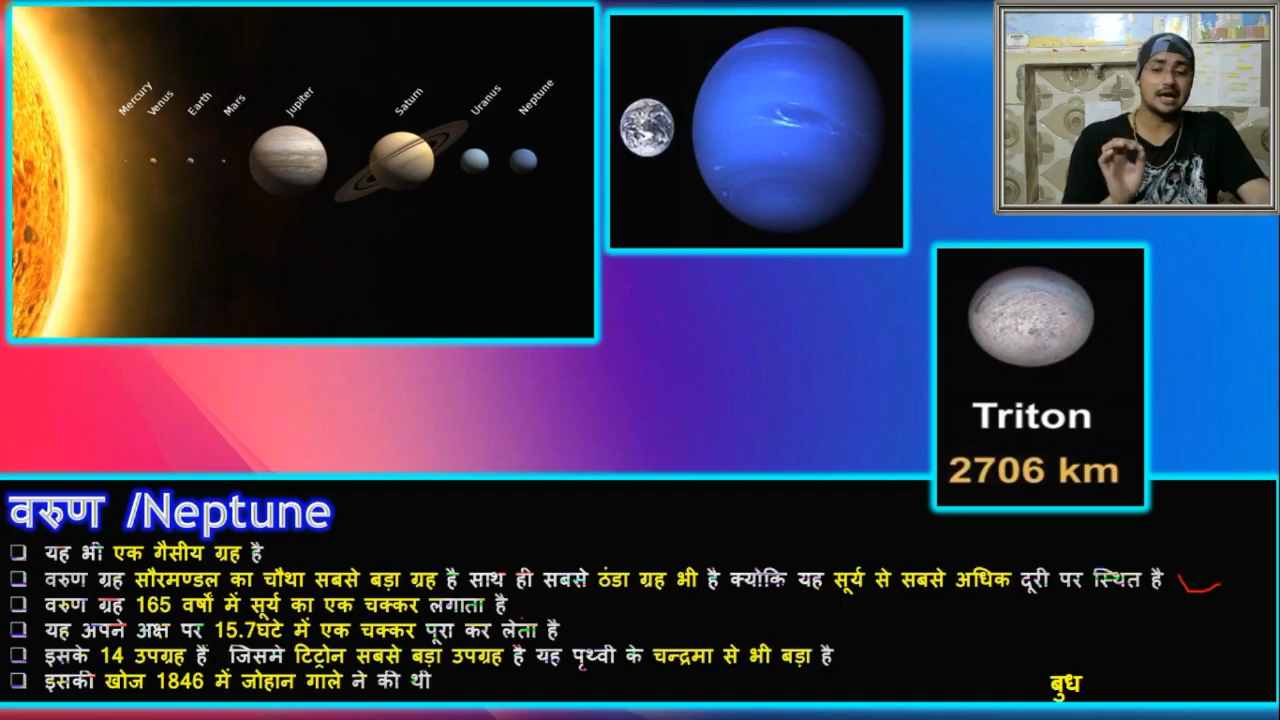 Mercury
Venus
Earth
Mars
Jupiter
Saturn
Uranus
Neptune
Triton
2706 km
वरुण /Neptune
❑ यह भी एक गैसीय ग्रह है
❑ वरुण ग्रह सौरमण्डल का चौथा सबसे बड़ा ग्रह है साथ ही सबसे ठंडा ग्रह भी है क्योकि यह सूर्य से सबसे अधिक दूरी पर स्थित है
❑ वरुण ग्रह 165 वर्षों में सूर्य का एक चक्कर लगाता है
❑ यह अपने अक्ष पर 15.7घंटे में एक चक्कर पूरा कर लेता है
❑ इसके 14 उपग्रह हैं जिसमे टिट्रोन सबसे बड़ा उपग्रह है यह पृथ्वी के चन्द्रमा से भी बड़ा है
❑ इसकी खोज 1846 में जोहान गाले ने की थी
बुध